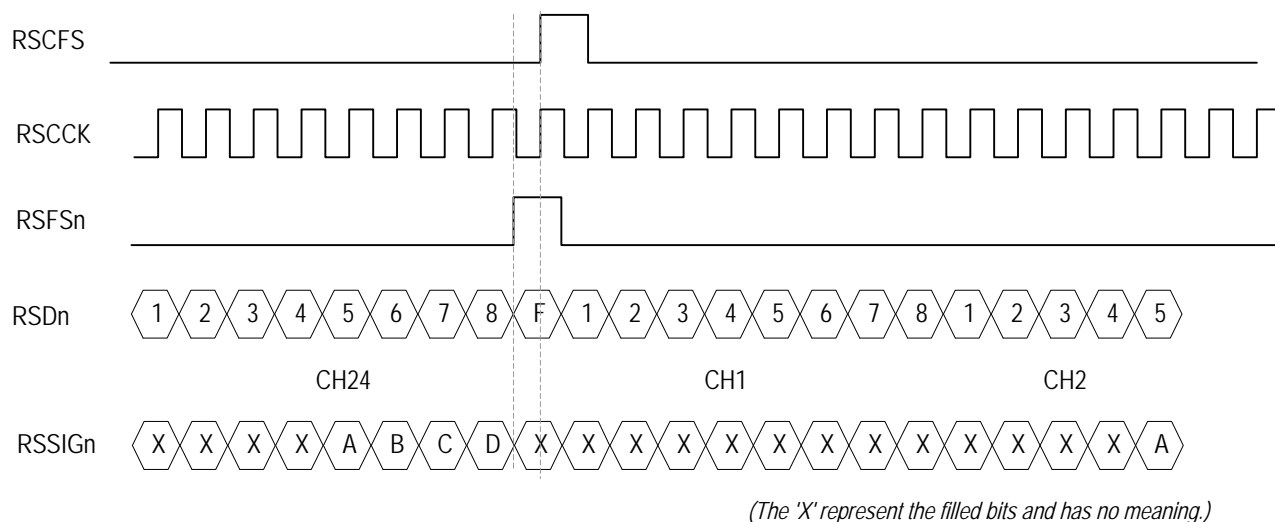 RSCFS
RSCCK
RSFSn
RSDn 1 2 3 4 5 6 7 8 F 1 2 3 4 5 6 7 8 1 2 3 4 5
CH24 CH1 CH2
RSSIGn X X X X A B C D X X X X X X X X X X X X X A
(The 'X' represent the filled bits and has no meaning.)